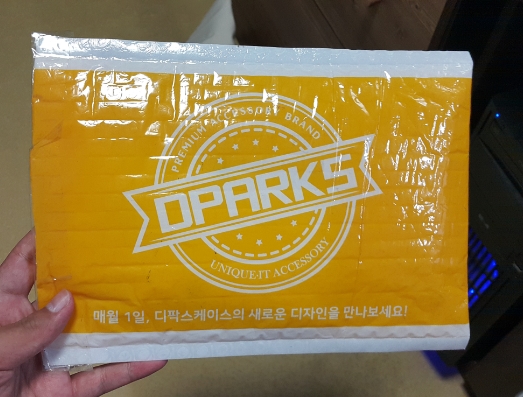 PREMIUM ACCESSORY BRAND
DPARKS
UNIQUE-IT ACCESSORY
매월 1일, 디팍스케이스의 새로운 디자인을 만나보세요!